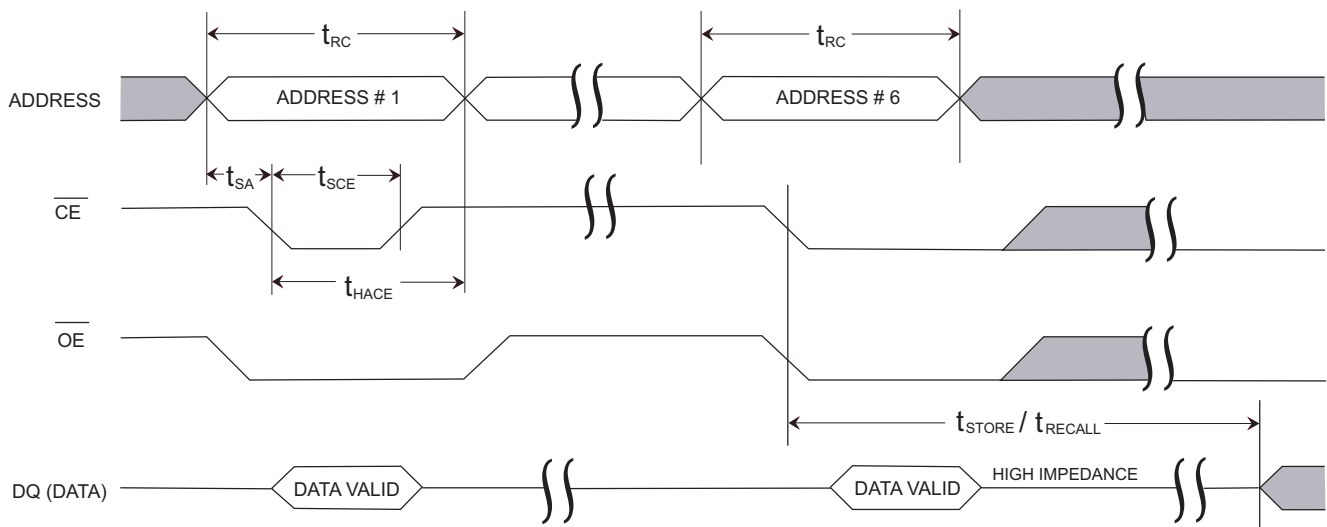 tRC tRC
ADDRESS ADDRESS # 1 ADDRESS # 6
tSA tSCE
CE
tHACE
OE
tSTORE / tRECALL
DQ (DATA) DATA VALID DATA VALID HIGH IMPEDANCE